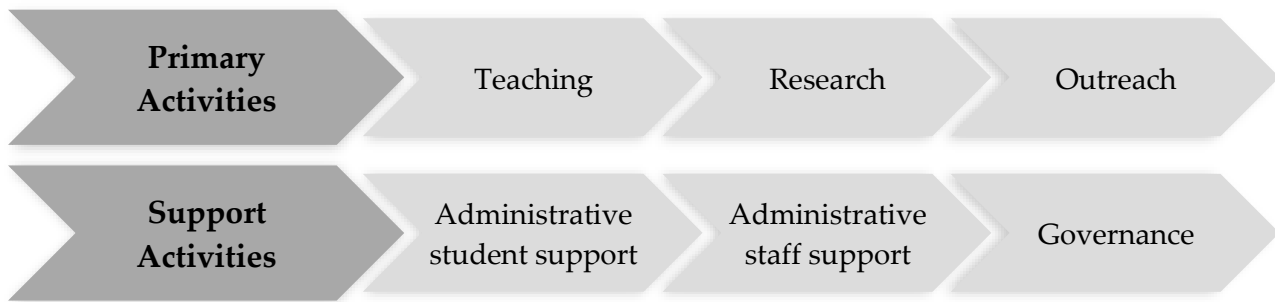 Primary
Activities
Teaching
Research
Outreach
Support
Activities
Administrative
student support
Administrative
staff support
Governance